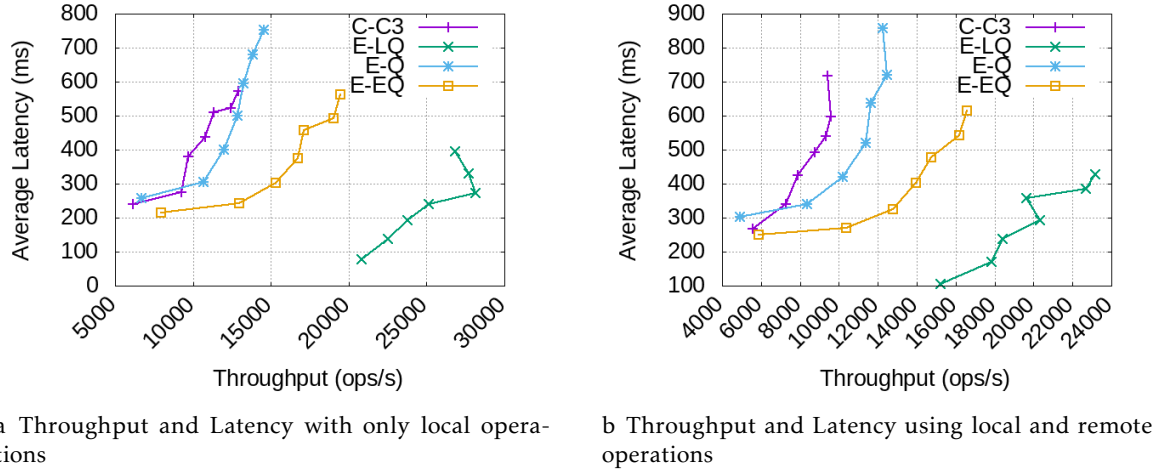 800
700
600
500
400
300
200
100
0
Average Latency (ms)
C-C3
E-LQ
E-Q
E-EQ
5000
10000
15000
20000
25000
30000
Throughput (ops/s)
a Throughput and Latency with only local opera-
tions
900
800
700
600
500
400
300
200
100
Average Latency (ms)
C-C3
E-LQ
E-Q
E-EQ
4000
6000
8000
10000
12000
14000
16000
18000
20000
22000
24000
Throughput (ops/s)
b Throughput and Latency using local and remote
operations